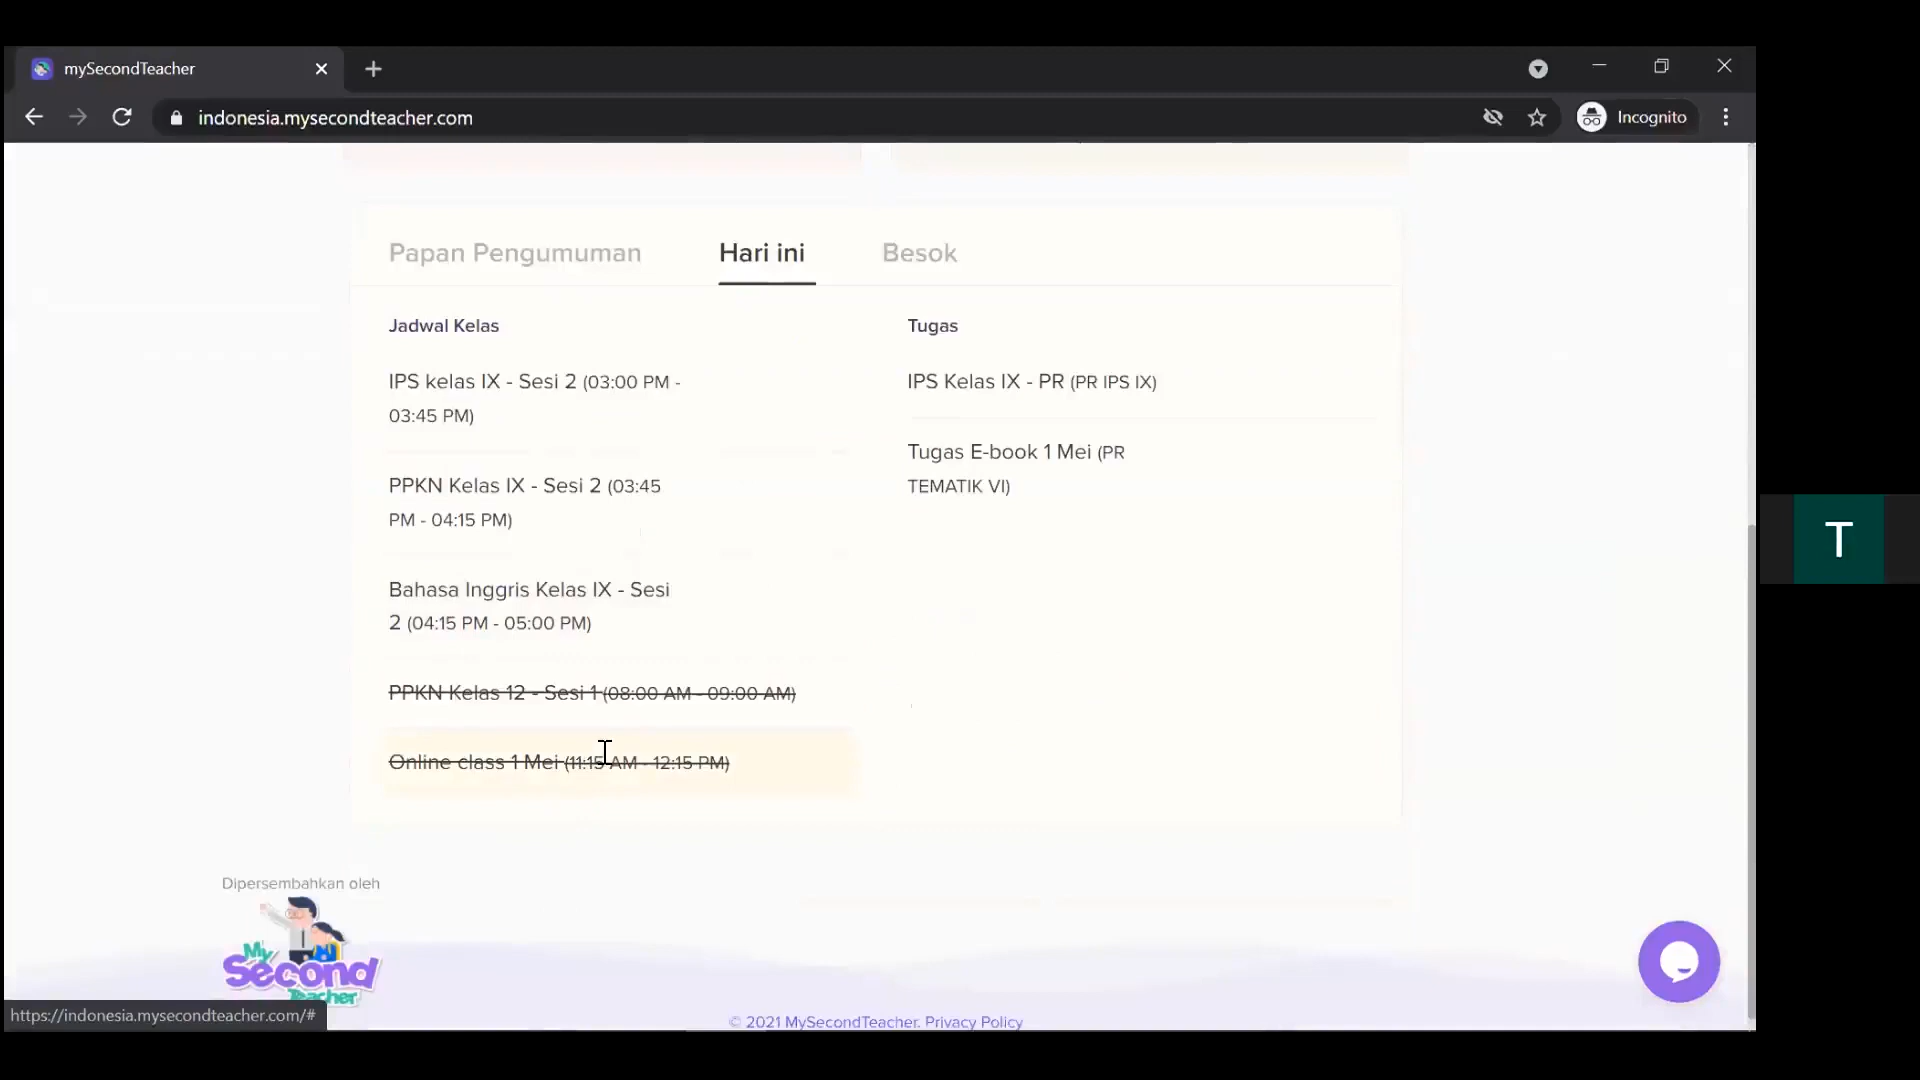 mySecondTeacher
indonesia.mysecondteacher.com
Incognito
Papan Pengumuman
Hari ini
Besok
Jadwal Kelas
IPS kelas IX - Sesi 2 (03:00 PM -
03:45 PM)
PPKN Kelas IX - Sesi 2 (03:45
PM - 04:15 PM)
Bahasa Inggris Kelas IX - Sesi
2 (04:15 PM - 05:00 PM)
PPKN Kelas 12 - Sesi 1 (08:00 AM - 09:00 AM)
Online class 1 Mei (11:15 AM - 12:15 PM)
Tugas
IPS Kelas IX - PR (PR IPS IX)
Tugas E-book 1 Mei (PR
TEMATIK VI)
T
Dipersembahkan oleh
My
Second
Teacher
https://indonesia.mysecondteacher.com/#
© 2021 MySecondTeacher. Privacy Policy